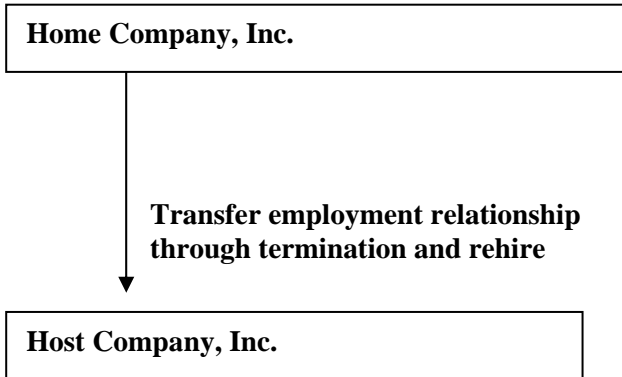 Home Company, Inc.
Transfer employment relationship
through termination and rehire
Host Company, Inc.